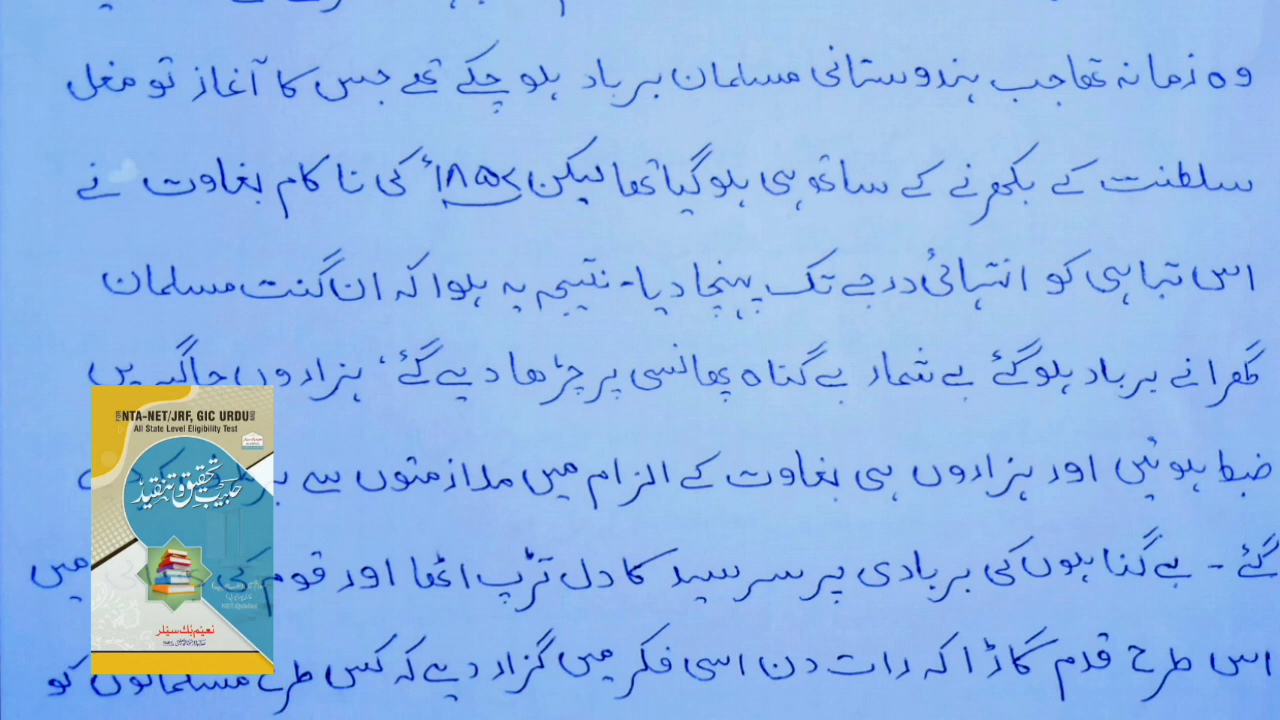 وہ زمانہ تھا جب ہندوستانی مسلمان برباد ہو چکے تھے جس کا آغاز تو مغل
سلطنت کے بکھرنے کے ساتھ ہی ہو گیا تھا لیکن ۱۸۵۷ء کی ناکام بغاوت نے
اس تباہی کو انتہائی درجے تک پہنچا دیا۔ نتیجہ یہ ہوا کہ ان گنت مسلمان
گھرانے برباد ہو گئے بے شمار بے گناہ پھانسی پر چڑھا دیے گئے، ہزاروں جاگیریں
ضبط ہوئیں اور ہزاروں ہی بغاوت کے الزام میں ملازمتوں سے
گئے۔ بے گناہوں کی بربادی پر سرسید کا دل تڑپ اٹھا اور قوم کی میں
اس طرح قدم گاڑا کہ رات دن اسی فکر میں گزار دیے کہ کس طرح مسلمانوں کو
FOR NTA-NET/JRF, GIC URDU
All State Level Eligibility Test
حبیب تحقیق و تنقید
نعیم بک سیلر